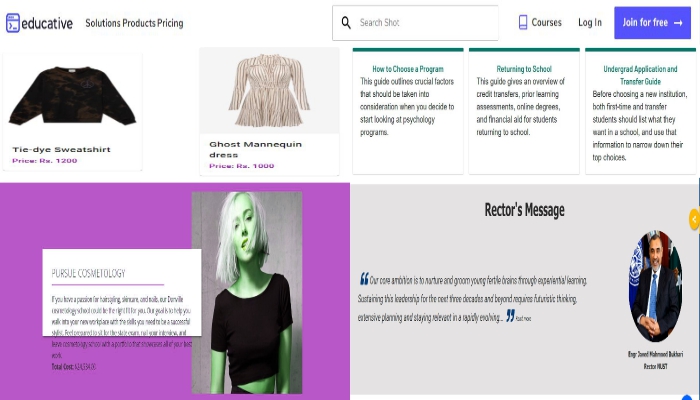 educative
Solutions Products Pricing
Search Shot
Courses
Log In
Join for free →
Tie-dye Sweatshirt
Price: Rs. 1200
Ghost Mannequin
dress
Price: Rs. 1000
How to Choose a Program
This guide outlines crucial factors
that should be taken into
consideration when you decide to
start looking at psychology
programs.
Returning to School
This guide gives an overview of
credit transfers, prior learning
assessments, online degrees,
and financial aid for students
returning to school.
Undergrad Application and
Transfer Guide
Before choosing a new institution,
both first-time and transfer
students should list what they
want in a school, and use that
information to narrow down their
top choices.
PURSUE COSMETOLOGY
If you have a passion for hairstyling, skincare, and nails, our Danville
cosmetology school could be the right fit for you. Our goal is to help you
walk into your new workplace with the skills you need to be a successful
stylist. Feel prepared to sit for the state exam, nail your interview, and
leave cosmetology school with a portfolio that showcases all of your best
work.
Total Cost:
Rector's Message
❝ Our core ambition is to nurture and groom young fertile brains through experiential learning.
Sustaining this leadership for the next three decades and beyond requires futuristic thinking,
extensive planning and staying relevant in a rapidly evolving... ❞ Read more
Engr Javed Mahmood Bukhari
Rector NUST